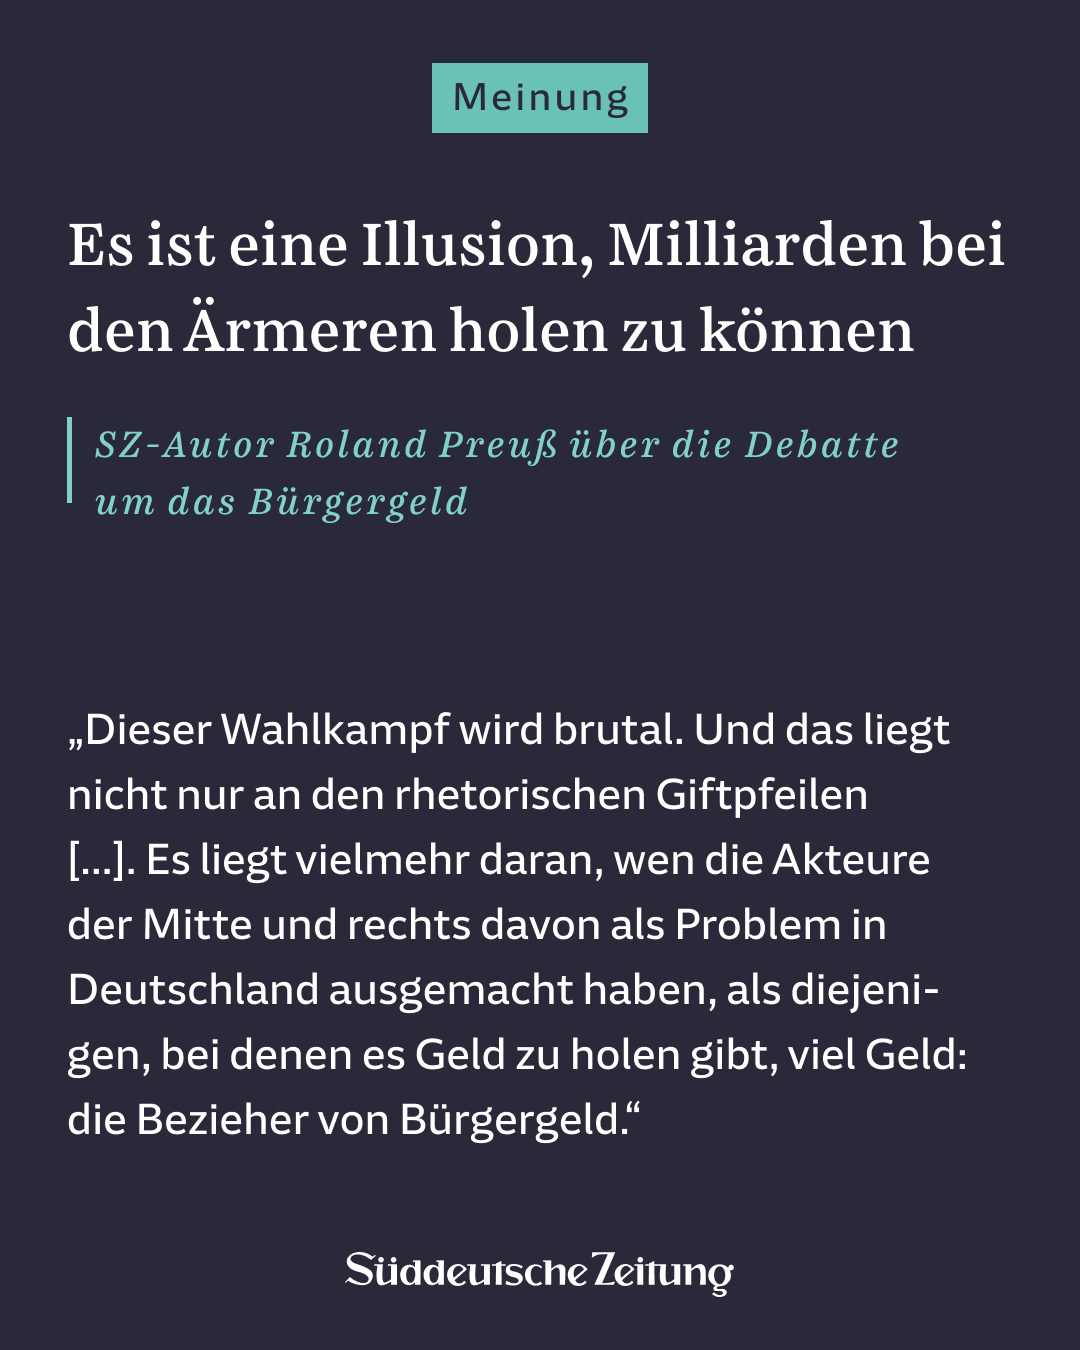 Meinung
Es ist eine Illusion, Milliarden bei
den Ärmeren holen zu können
SZ-Autor Roland Preuß über die Debatte
um das Bürgergeld
„Dieser Wahlkampf wird brutal. Und das liegt
nicht nur an den rhetorischen Giftpfeilen
[...]. Es liegt vielmehr daran, wen die Akteure
der Mitte und rechts davon als Problem in
Deutschland ausgemacht haben, als diejeni-
gen, bei denen es Geld zu holen gibt, viel Geld:
die Bezieher von Bürgergeld.“
Süddeutsche Zeitung